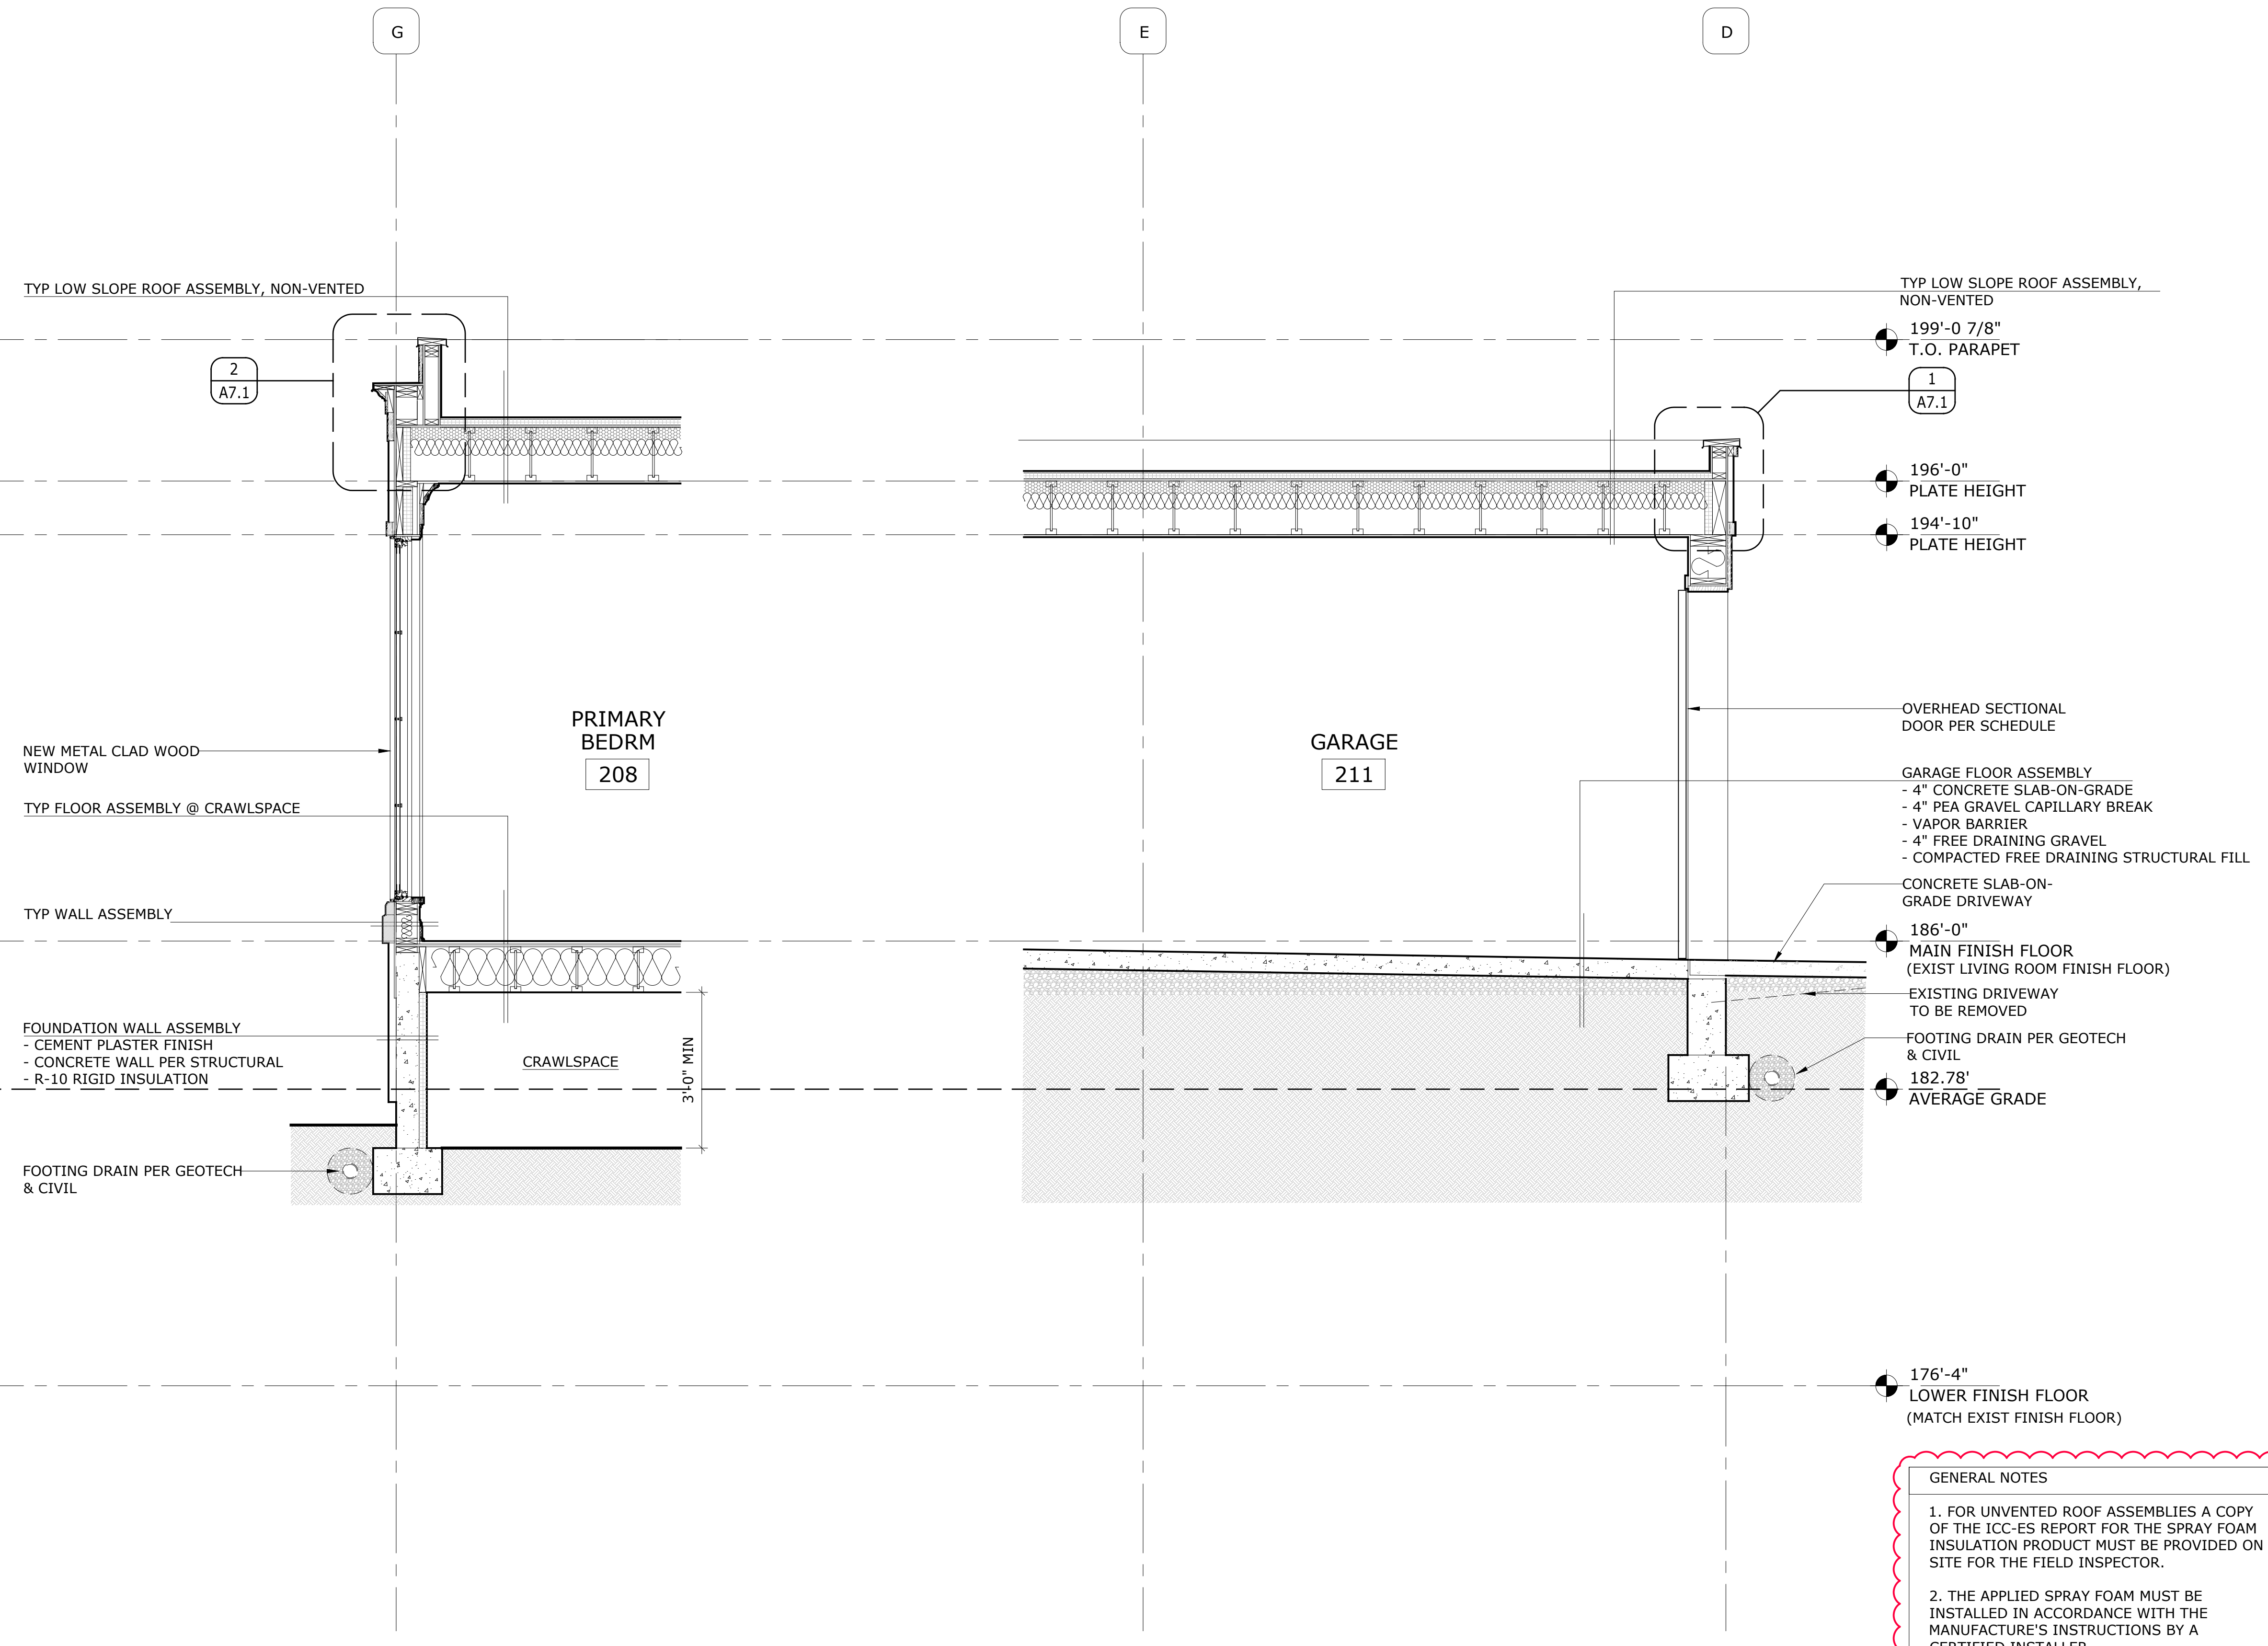 G
E
D
TYP LOW SLOPE ROOF ASSEMBLY, NON-VENTED
2
A7.1
NEW METAL CLAD WOOD
WINDOW
TYP FLOOR ASSEMBLY @ CRAWLSPACE
TYP WALL ASSEMBLY
FOUNDATION WALL ASSEMBLY
- CEMENT PLASTER FINISH
- CONCRETE WALL PER STRUCTURAL
- R-10 RIGID INSULATION
FOOTING DRAIN PER GEOTECH
& CIVIL
PRIMARY
BEDRM
208
CRAWLSPACE
3'-0" MIN
GARAGE
211
TYP LOW SLOPE ROOF ASSEMBLY,
NON-VENTED
199'-0 7/8"
T.O. PARAPET
1
A7.1
196'-0"
PLATE HEIGHT
194'-10"
PLATE HEIGHT
OVERHEAD SECTIONAL
DOOR PER SCHEDULE
GARAGE FLOOR ASSEMBLY
- 4" CONCRETE SLAB-ON-GRADE
- 4" PEA GRAVEL CAPILLARY BREAK
- VAPOR BARRIER
- 4" FREE DRAINING GRAVEL
- COMPACTED FREE DRAINING STRUCTURAL FILL
CONCRETE SLAB-ON-
GRADE DRIVEWAY
186'-0"
MAIN FINISH FLOOR
(EXIST LIVING ROOM FINISH FLOOR)
EXISTING DRIVEWAY
TO BE REMOVED
FOOTING DRAIN PER GEOTECH
& CIVIL
182.78'
AVERAGE GRADE
176'-4"
LOWER FINISH FLOOR
(MATCH EXIST FINISH FLOOR)
GENERAL NOTES
1. FOR UNVENTED ROOF ASSEMBLIES A COPY
OF THE ICC-ES REPORT FOR THE SPRAY FOAM
INSULATION PRODUCT MUST BE PROVIDED ON
SITE FOR THE FIELD INSPECTOR.
2. THE APPLIED SPRAY FOAM MUST BE
INSTALLED IN ACCORDANCE WITH THE
MANUFACTURE'S INSTRUCTIONS BY A
CERTIFIED INSTALLER